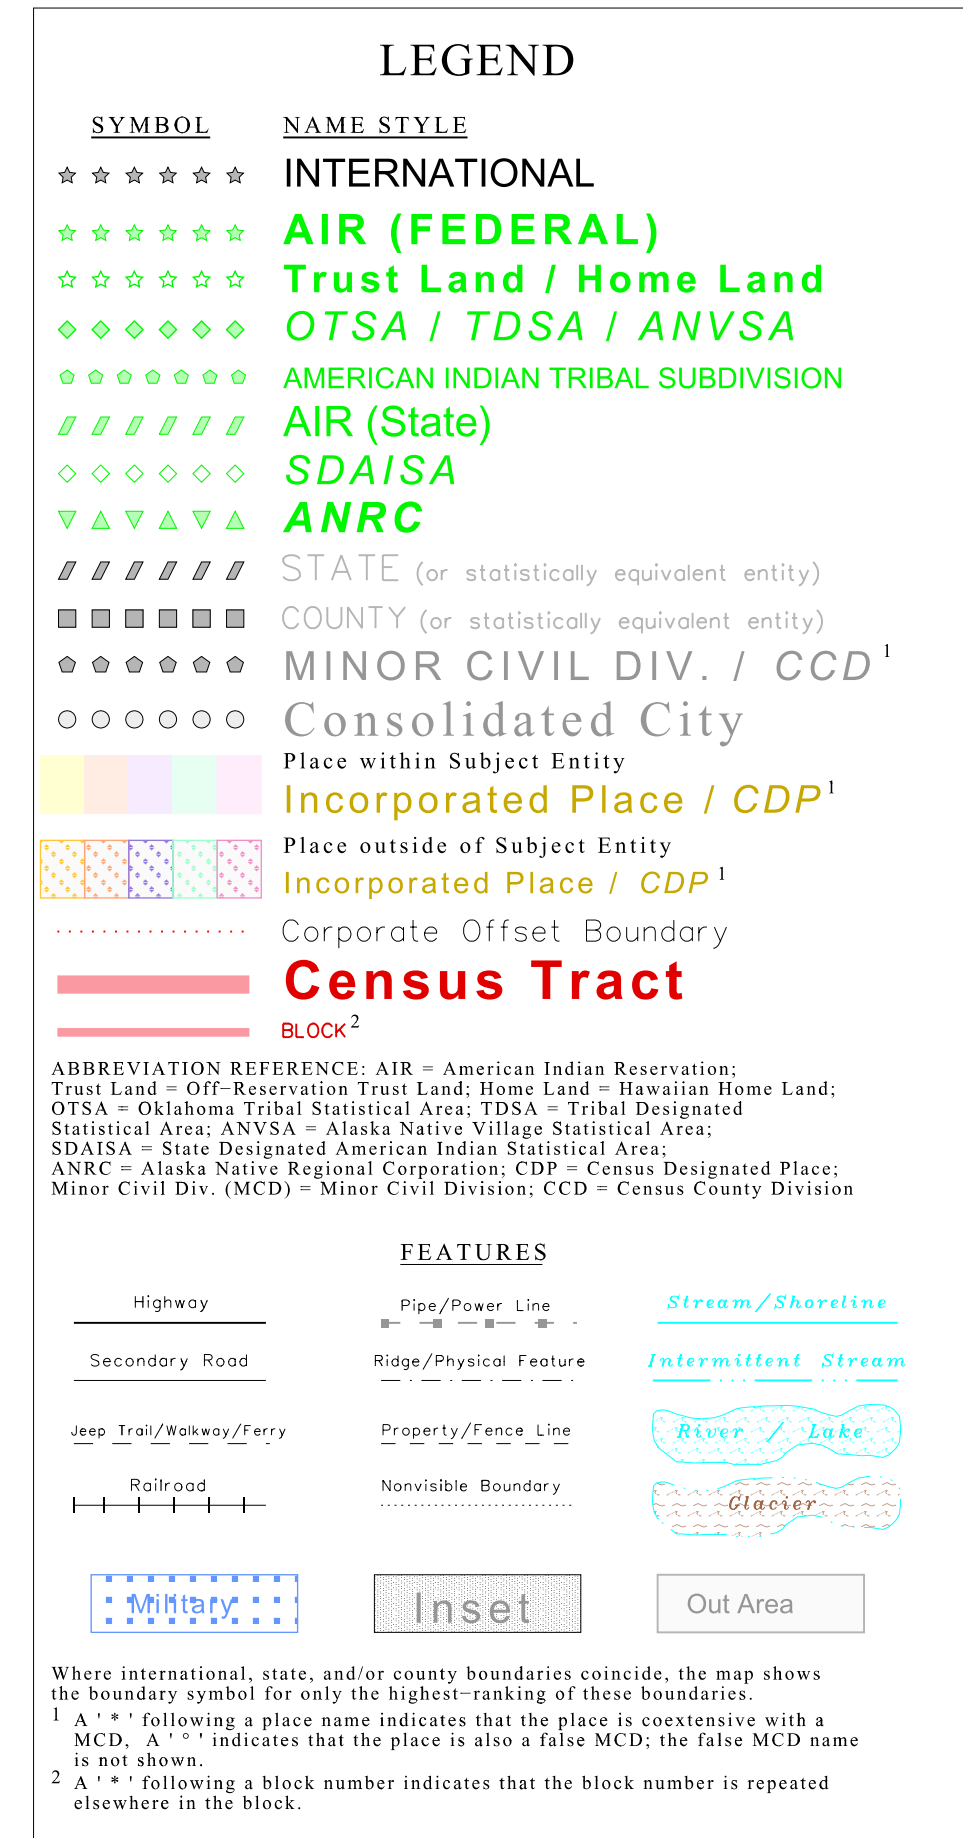 LEGEND
SYMBOL NAME STYLE
INTERNATIONAL
AIR (FEDERAL)
Trust Land / Home Land
OTSA / TDSA / ANVSA
AMERICAN INDIAN TRIBAL SUBDIVISION
AIR (State)
SDAISA
ANRC
STATE (or statistically equivalent entity)
COUNTY (or statistically equivalent entity)
MINOR CIVIL DIV. / CCD 1
Consolidated City
Place within Subject Entity
Incorporated Place / CDP 1
Place outside of Subject Entity
Incorporated Place / CDP 1
Corporate Offset Boundary
Census Tract
BLOCK 2
ABBREVIATION REFERENCE: AIR = American Indian Reservation;
Trust Land = Off−Reservation Trust Land; Home Land = Hawaiian Home Land;
OTSA = Oklahoma Tribal Statistical Area; TDSA = Tribal Designated
Statistical Area; ANVSA = Alaska Native Village Statistical Area;
SDAISA = State Designated American Indian Statistical Area;
ANRC = Alaska Native Regional Corporation; CDP = Census Designated Place;
Minor Civil Div. (MCD) = Minor Civil Division; CCD = Census County Division
FEATURES
Highway
Pipe/Power Line
Stream/Shoreline
Secondary Road
Ridge/Physical Feature
Intermittent Stream
Jeep Trail/Walkway/Ferry
Property/Fence Line
River / Lake
Railroad
Nonvisible Boundary
Glacier
Military
Inset
Out Area
Where international, state, and/or county boundaries coincide, the map shows
the boundary symbol for only the highest−ranking of these boundaries.
1 A ' * ' following a place name indicates that the place is coextensive with a
MCD, A ' ° ' indicates that the place is also a false MCD; the false MCD name
is not shown.
2 A ' * ' following a block number indicates that the block number is repeated
elsewhere in the block.